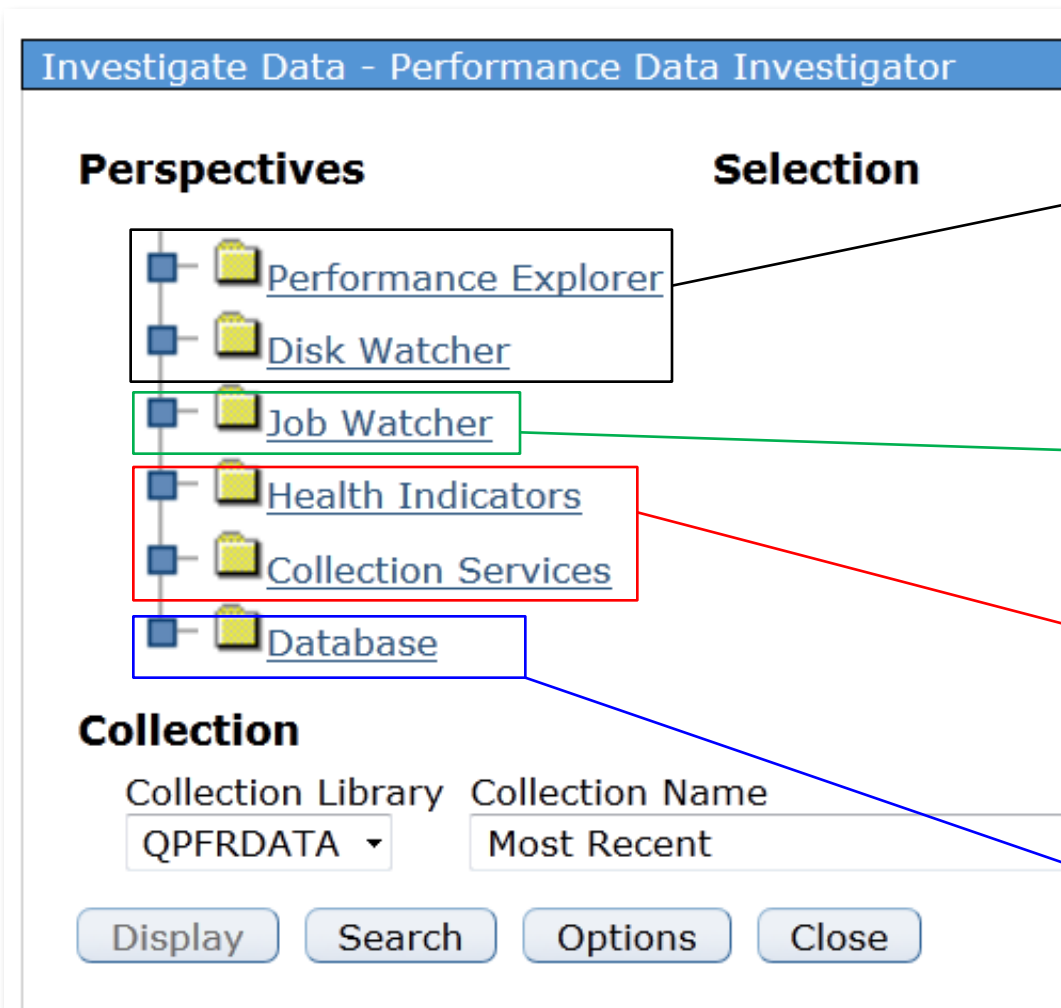 Investigate Data - Performance Data Investigator
Perspectives Selection
Performance Explorer
Disk Watcher
Job Watcher
Health Indicators
Collection Services
Database
Collection
Collection Library Collection Name
QPFRDATA Most Recent
Display Search Options Close